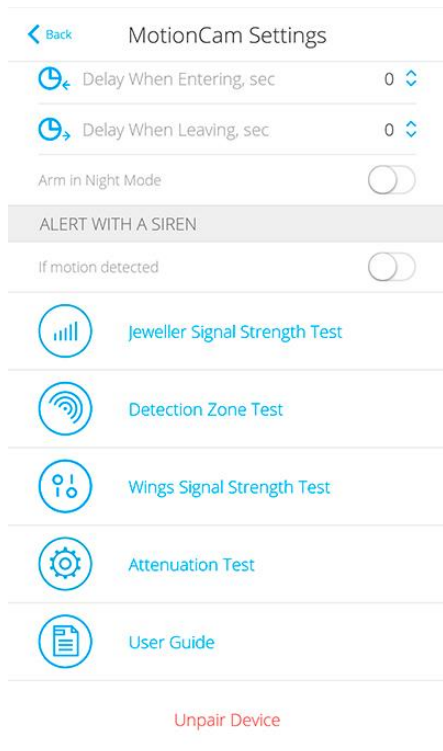 Back MotionCam Settings
Delay When Entering, sec 0
Delay When Leaving, sec 0
Arm in Night Mode
ALERT WITH A SIREN
If motion detected
Jeweller Signal Strength Test
Detection Zone Test
Wings Signal Strength Test
Attenuation Test
User Guide
Unpair Device